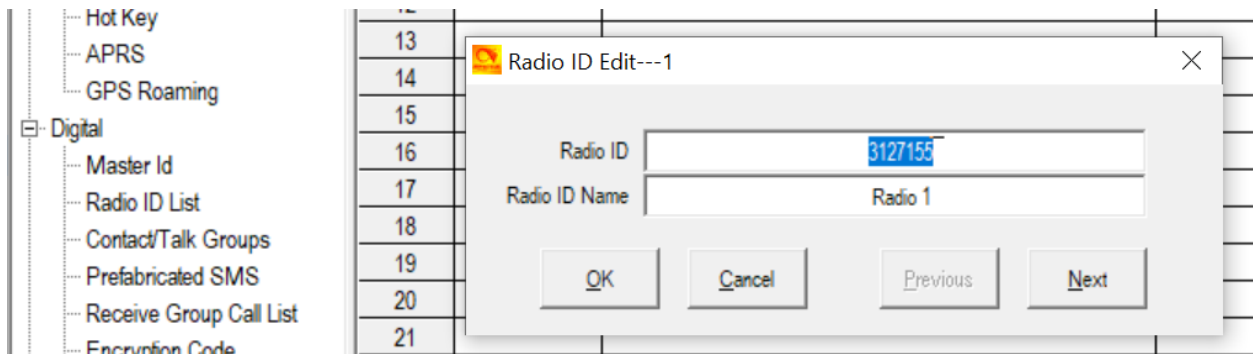 Hot Key
APRS
GPS Roaming
Digital
Master Id
Radio ID List
Contact/Talk Groups
Prefabricated SMS
Receive Group Call List
Encryption Code
12
13
14
15
16
17
18
19
20
21
Radio ID Edit---1
Radio ID 3127155
Radio ID Name Radio 1
OK Cancel Previous Next